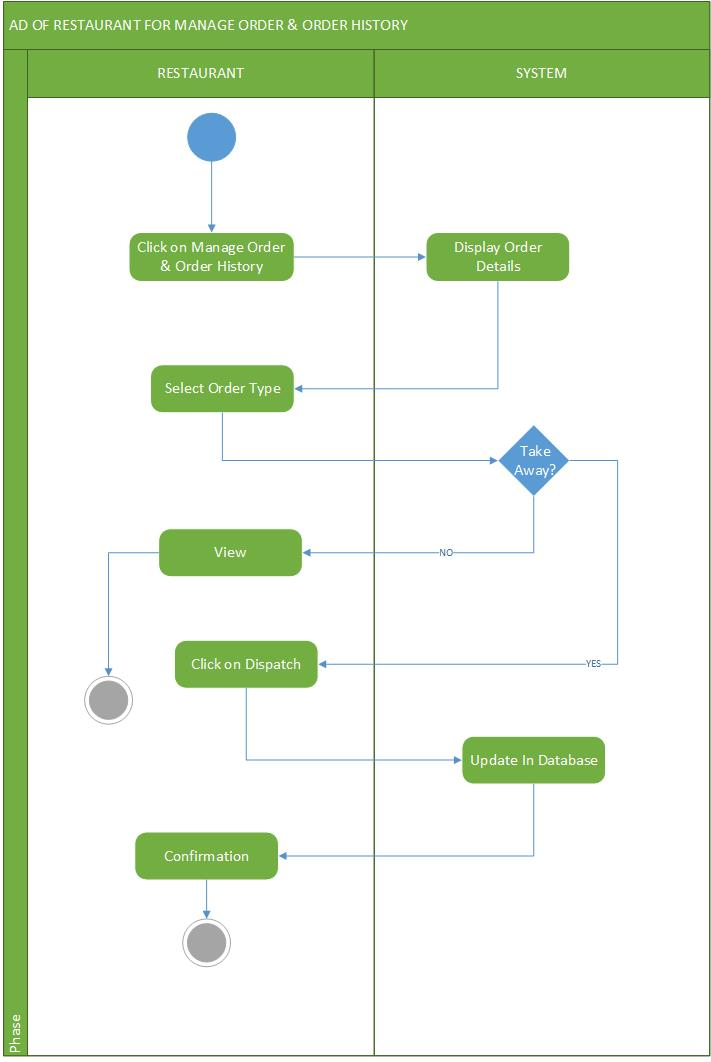 AD OF RESTAURANT FOR MANAGE ORDER & ORDER HISTORY
RESTAURANT
SYSTEM
Click on Manage Order
& Order History
Display Order
Details
Select Order Type
Take
Away?
View
NO
Click on Dispatch
YES
Update In Database
Confirmation
Phase